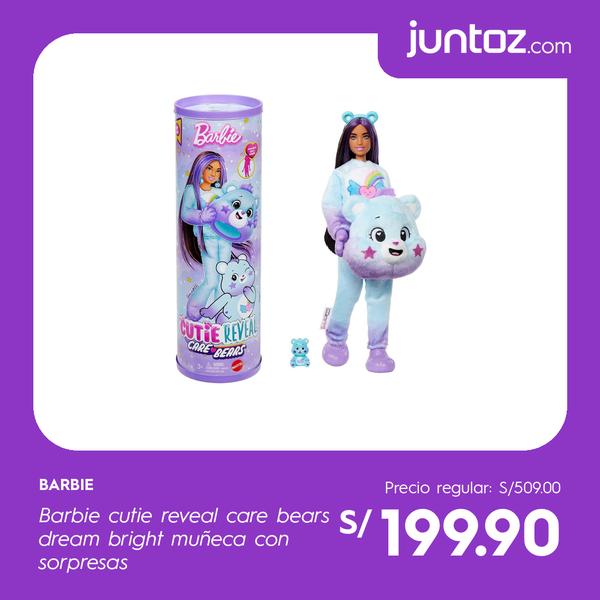 juntoz.com
Barbie
CUTIE REVEAL
CARE BEARS
3+
BARBIE
Precio regular: S/509.00
Barbie cutie reveal care bears
dream bright muñeca con
sorpresas
S/199.90